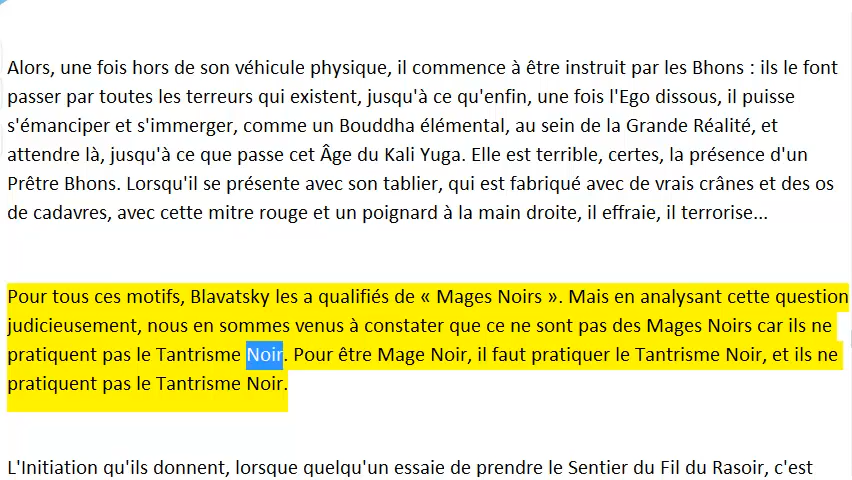 Alors, une fois hors de son véhicule physique, il commence à être instruit par les Bhons : ils le font
passer par toutes les terreurs qui existent, jusqu'à ce qu'enfin, une fois l'Ego dissous, il puisse
s'émanciper et s'immerger, comme un Bouddha élémental, au sein de la Grande Réalité, et
attendre là, jusqu'à ce que passe cet Âge du Kali Yuga. Elle est terrible, certes, la présence d'un
Prêtre Bhons. Lorsqu'il se présente avec son tablier, qui est fabriqué avec de vrais crânes et des os
de cadavres, avec cette mitre rouge et un poignard à la main droite, il effraie, il terrorise...
Pour tous ces motifs, Blavatsky les a qualifiés de « Mages Noirs ». Mais en analysant cette question
judicieusement, nous en sommes venus à constater que ce ne sont pas des Mages Noirs car ils ne
pratiquent pas le Tantrisme Noir. Pour être Mage Noir, il faut pratiquer le Tantrisme Noir, et ils ne
pratiquent pas le Tantrisme Noir.
L'Initiation qu'ils donnent, lorsque quelqu'un essaie de prendre le Sentier du Fil du Rasoir, c'est